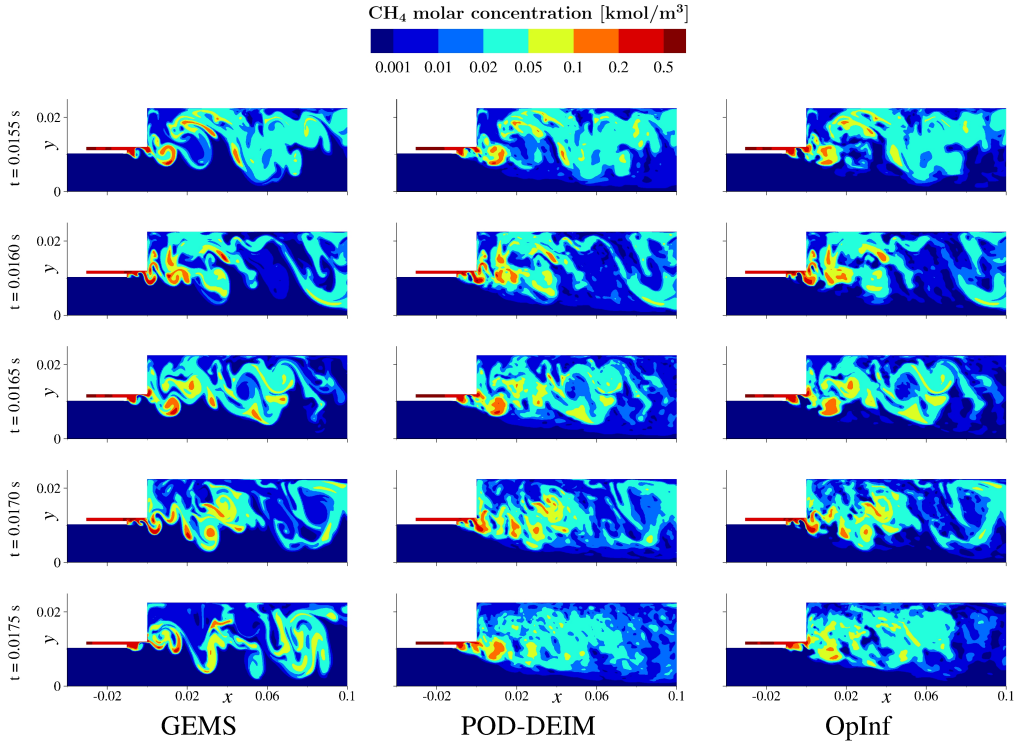 CH₄ molar concentration [kmol/m³]
0.001 0.01 0.02 0.05 0.1 0.2 0.5
t = 0.0155 s
y
0.02
0
t = 0.0160 s
y
0.02
0
t = 0.0165 s
y
0.02
0
t = 0.0170 s
y
0.02
0
t = 0.0175 s
y
0.02
0
-0.02 0.02 0.06 0.1
x
-0.02 0.02 0.06 0.1
x
-0.02 0.02 0.06 0.1
x
GEMS POD-DEIM OpInf